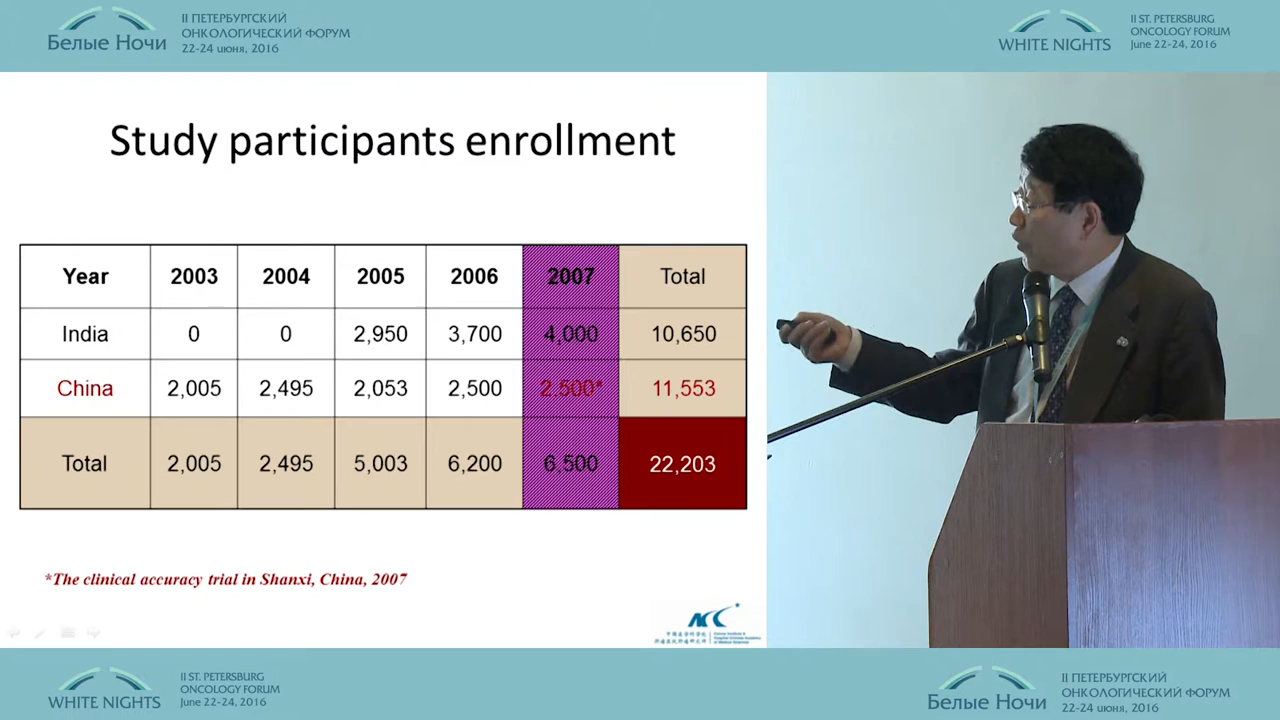 II ПЕТЕРБУРГСКИЙ
ОНКОЛОГИЧЕСКИЙ ФОРУМ
Белые Ночи
22-24 июня, 2016
II ST. PETERSBURG
ONCOLOGY FORUM
WHITE NIGHTS
June 22-24, 2016
Study participants enrollment
Year 2003 2004 2005 2006 2007 Total
India 0 0 2,950 3,700 4,000 10,650
China 2,005 2,495 2,053 2,500 2.500* 11,553
Total 2,005 2,495 5,003 6,200 6,500 22,203
*The clinical accuracy trial in Shanxi, China, 2007
II ST. PETERSBURG
ONCOLOGY FORUM
WHITE NIGHTS
June 22-24, 2016
II ПЕТЕРБУРГСКИЙ
ОНКОЛОГИЧЕСКИЙ ФОРУМ
Белые Ночи
22-24 июня, 2016